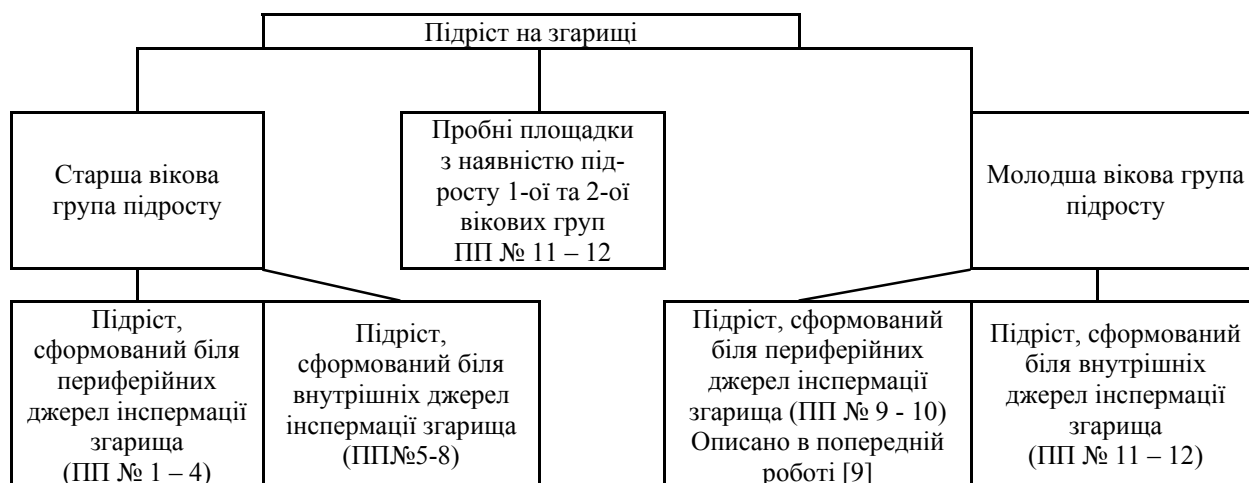 Підріст на згарищі
Старша вікова
група підросту
Пробні площадки
з наявністю під-
росту 1-ої та 2-ої
вікових груп
ПП № 11 – 12
Молодша вікова група
підросту
Підріст,
сформований біля
периферійних
джерел інспермації
згарища
(ПП № 1 – 4)
Підріст,
сформований біля
внутрішніх джерел
інспермації згарища
(ПП№5-8)
Підріст, сформований
біля периферійних
джерел інспермації
згарища (ПП № 9 - 10)
Описано в попередній
роботі [9]
Підріст, сформований
біля внутрішніх
джерел інспермації
згарища
(ПП № 11 – 12)